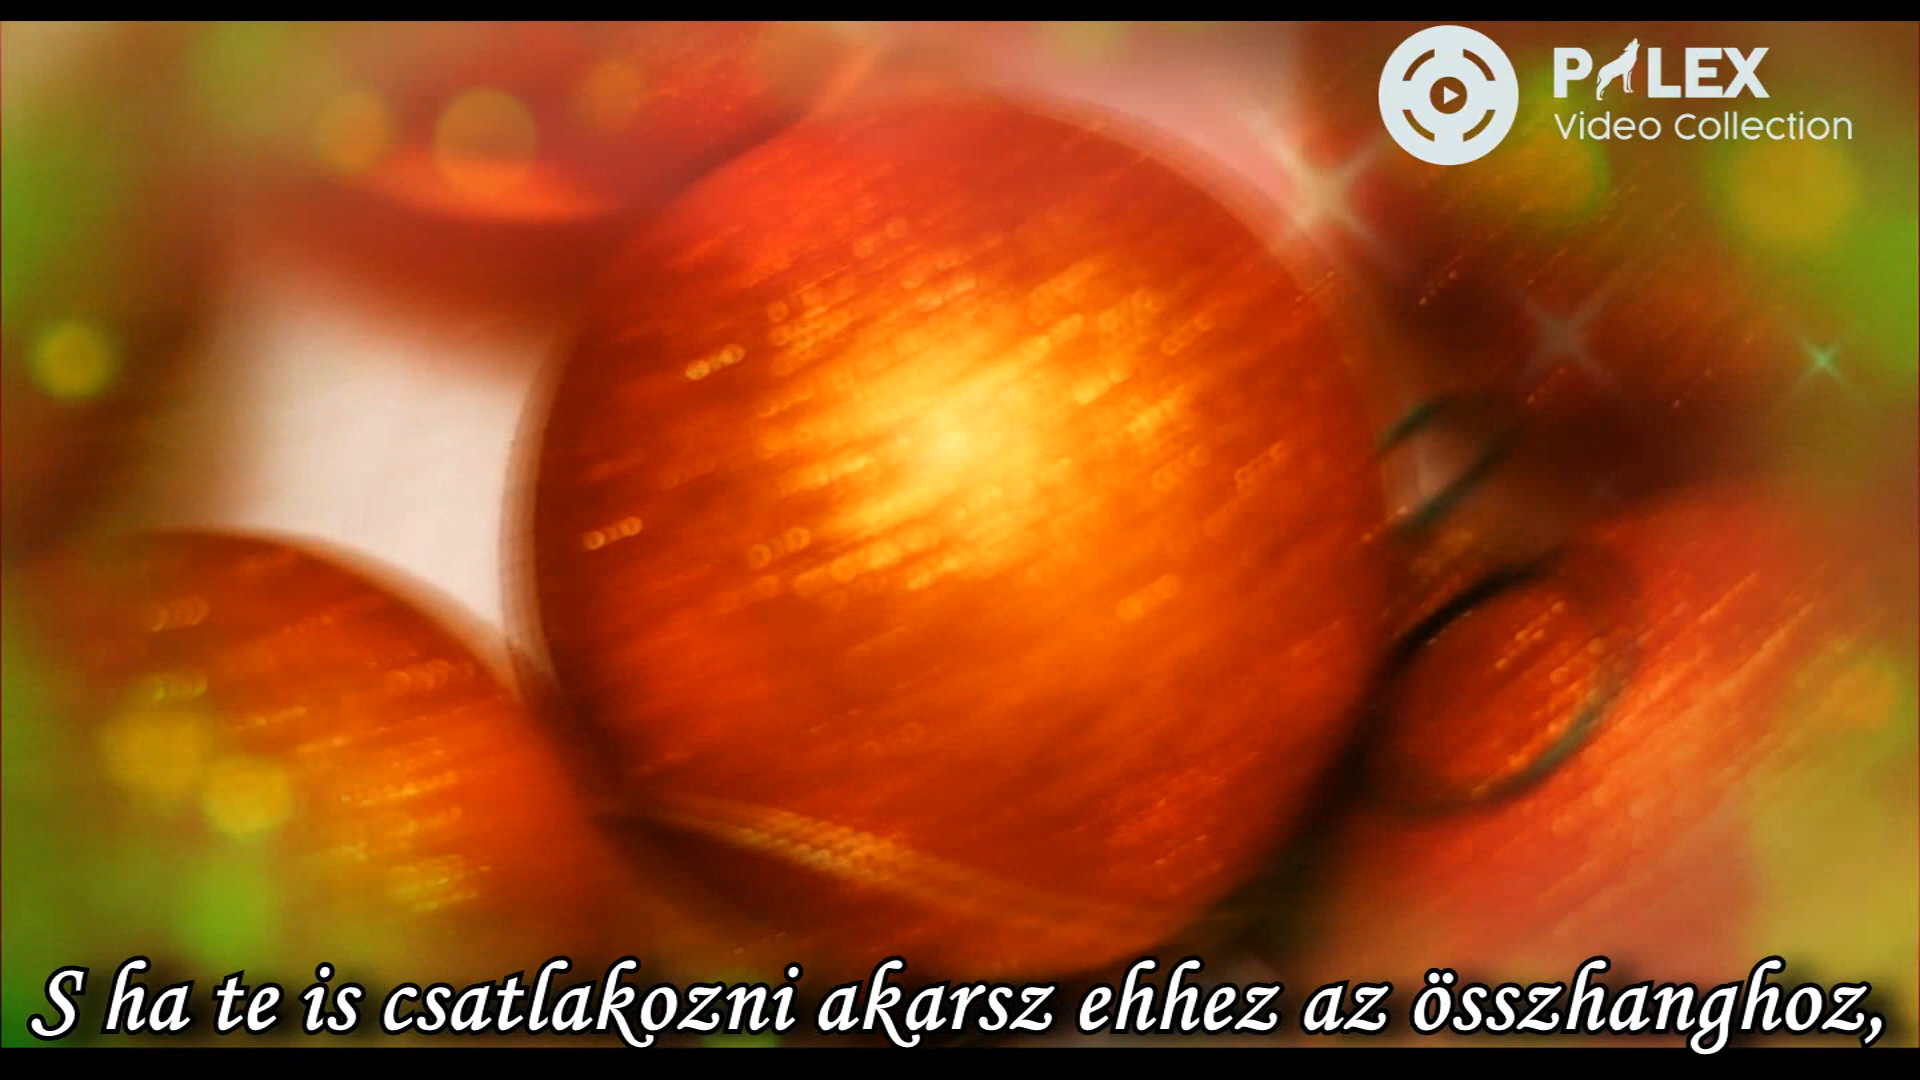 PALEX
Video Collection
S ha te is csatlakozni akarsz ehhez az összhanghoz,